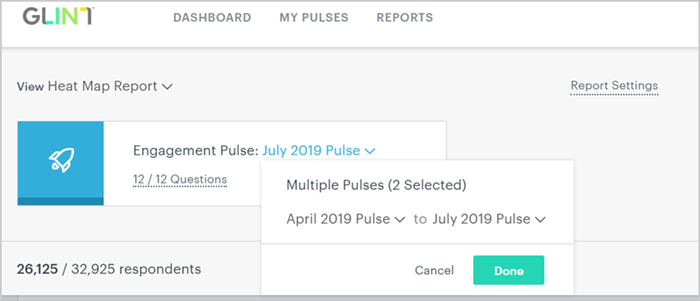 GLINT DASHBOARD MY PULSES REPORTS
View Heat Map Report Report Settings
Engagement Pulse: July 2019 Pulse
12 / 12 Questions
Multiple Pulses (2 Selected)
April 2019 Pulse to July 2019 Pulse
26,125 / 32,925 respondents
Cancel Done